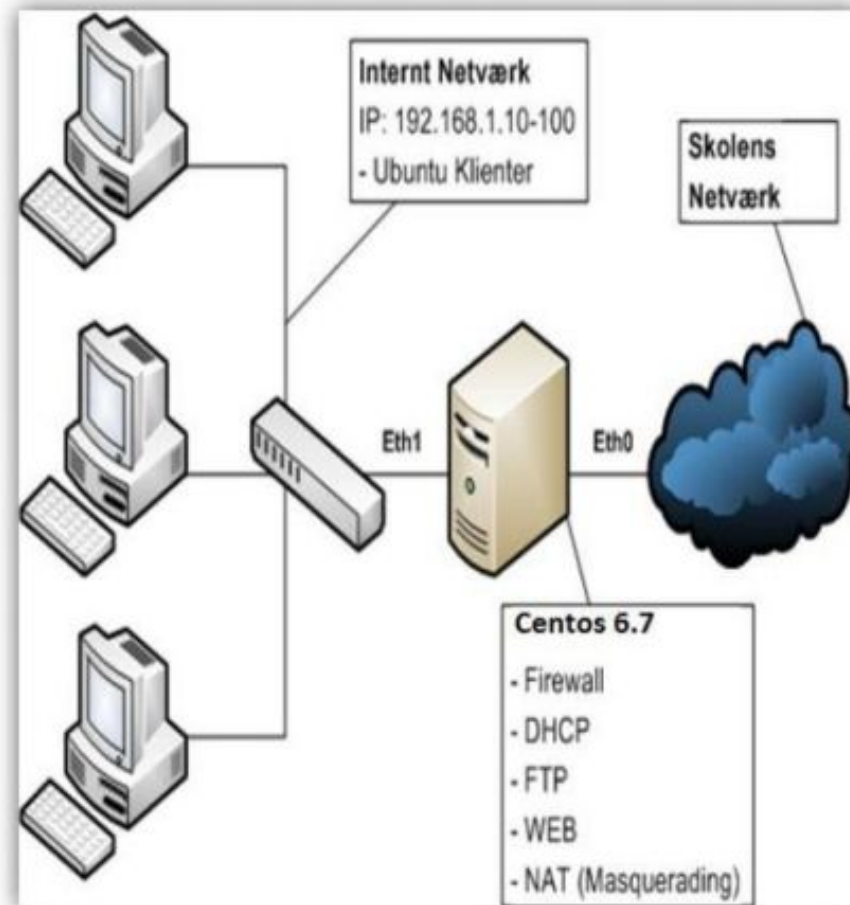 Internt Netværk
IP: 192.168.1.10-100
- Ubuntu Klienter
Skolens
Netværk
Eth1
Eth0
Centos 6.7
- Firewall
- DHCP
- FTP
- WEB
- NAT (Masquerading)